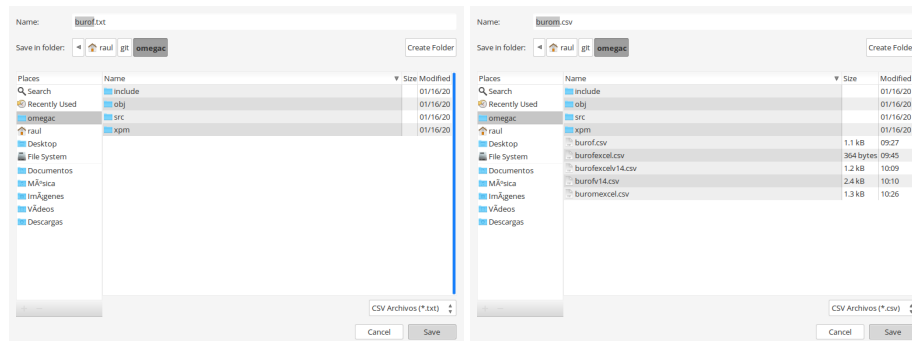 Name: burof.txt
Save in folder: raul git omegac Create Folder
Places Name Size Modified
Search include 01/16/20
Recently Used obj 01/16/20
omegac src 01/16/20
raul xpm 01/16/20
Desktop
File System
Documentos
MÃºsica
ImÃ¡genes
VÃ­deos
Descargas
CSV Archivos (*.txt)
Cancel Save
Name: burom.csv
Save in folder: raul git omegac Create Folder
Places Name Size Modified
Search include 01/16/20
Recently Used obj 01/16/20
omegac src 01/16/20
raul xpm 01/16/20
Desktop burof.csv 1.1 kB 09:27
File System burofexcel.csv 364 bytes 09:45
Documentos burofexcelv14.csv 1.2 kB 10:09
MÃºsica burofv14.csv 2.4 kB 10:10
ImÃ¡genes buromexcel.csv 1.3 kB 10:26
VÃ­deos
Descargas
CSV Archivos (*.csv)
Cancel Save